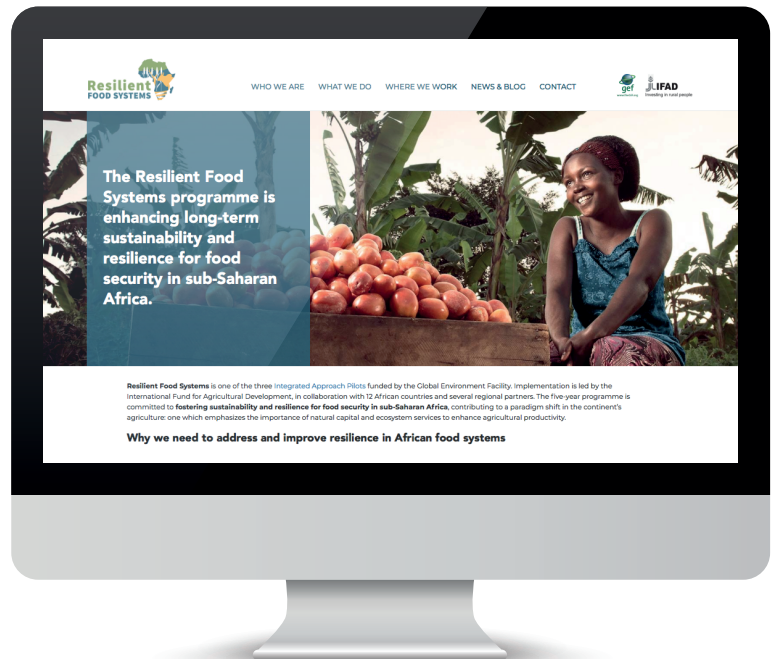 Resilient
FOOD SYSTEMS
WHO WE ARE WHAT WE DO WHERE WE WORK NEWS & BLOG CONTACT
gef
IFAD
Investing in rural people
The Resilient Food
Systems programme is
enhancing long-term
sustainability and
resilience for food
security in sub-Saharan
Africa.
Resilient Food Systems is one of the three Integrated Approach Pilots funded by the Global Environment Facility. Implementation is led by the
International Fund for Agricultural Development, in collaboration with 12 African countries and several regional partners. The five-year programme is
committed to fostering sustainability and resilience for food security in sub-Saharan Africa, contributing to a paradigm shift in the continent's
agriculture: one which emphasizes the importance of natural capital and ecosystem services to enhance agricultural productivity.
Why we need to address and improve resilience in African food systems